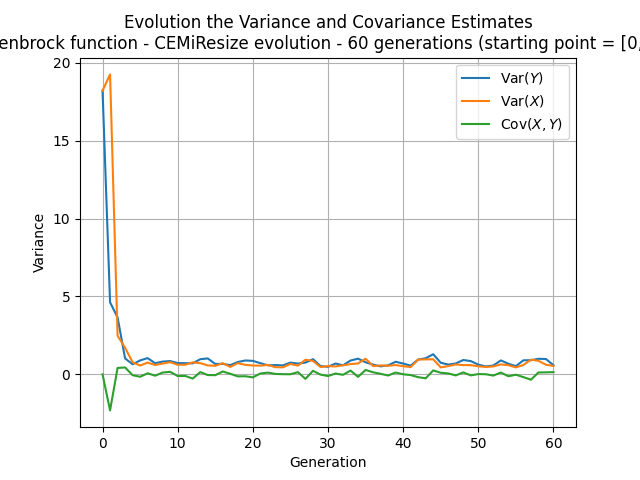 Evolution the Variance and Covariance Estimates
enbrock function - CEMiResize evolution - 60 generations (starting point = [0,
20
15
10
5
0
Variance
Var(Y)
Var(X)
Cov(X, Y)
0 10 20 30 40 50 60
Generation